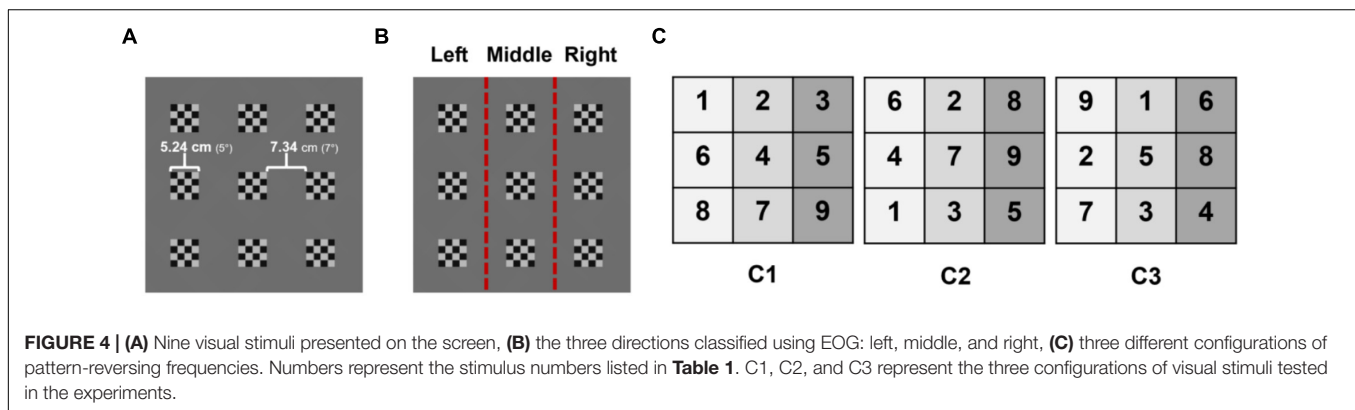 A
B
C
Left Middle Right
5.24 cm (5°) 7.34 cm (7°)
1 2 3
6 4 5
8 7 9
C1
6 2 8
4 7 9
1 3 5
C2
9 1 6
2 5 8
7 3 4
C3
FIGURE 4 | (A) Nine visual stimuli presented on the screen, (B) the three directions classified using EOG: left, middle, and right, (C) three different configurations of
pattern-reversing frequencies. Numbers represent the stimulus numbers listed in Table 1. C1, C2, and C3 represent the three configurations of visual stimuli tested
in the experiments.